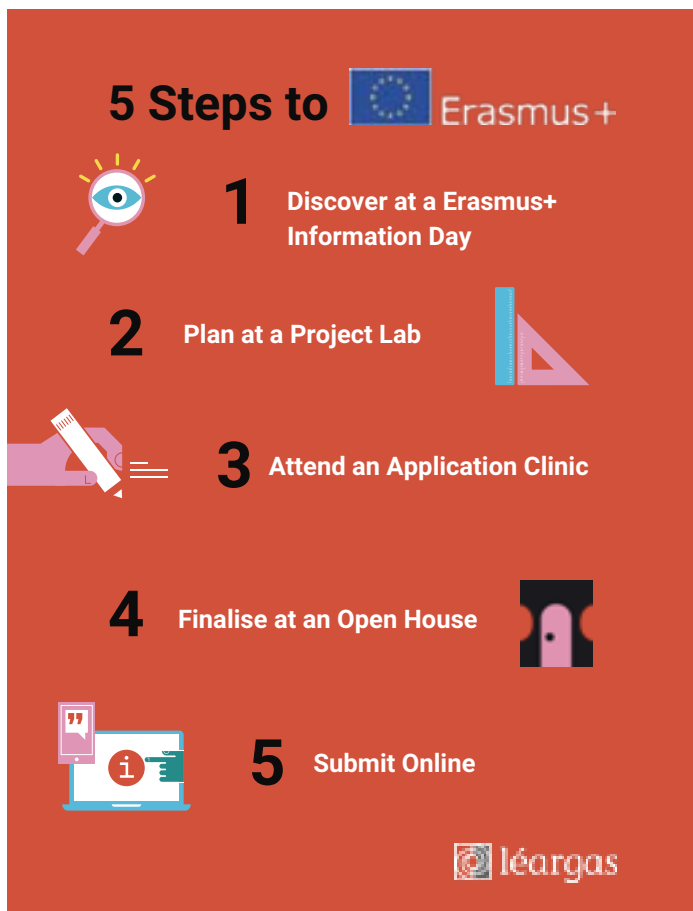 5 Steps to Erasmus+
1 Discover at a Erasmus+
Information Day
2 Plan at a Project Lab
3 Attend an Application Clinic
4 Finalise at an Open House
i
5 Submit Online
léargas